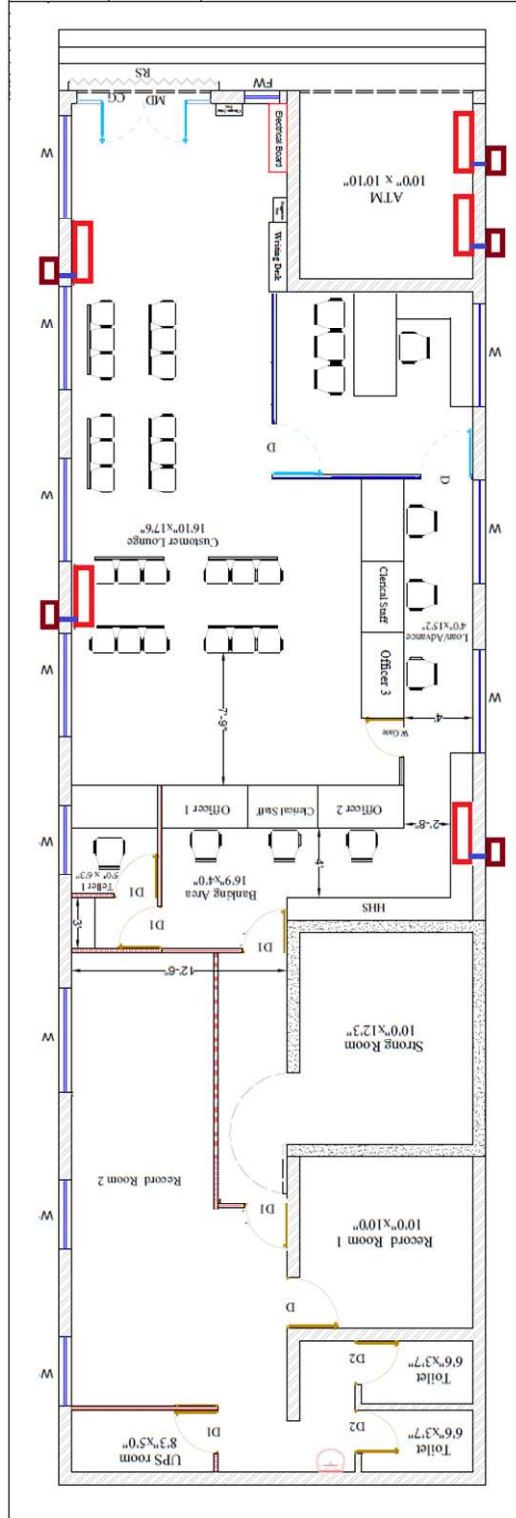 Toilet
6'6"x3'7"
D2
D1
UPS room
8'3"x5'0"
Toilet
6'6"x3'7"
D2
W
D
Record Room 1
10'0"x10'0"
D1
W
Record Room 2
Strong Room
10'0"x12'3"
W
12'-6"
D1
D1
3'
HHS
Banking Area
16'9"x4'0"
Teller 1
5'0" x 6'3"
D1
4'
2'-8"
Officer 2
Clerical Staff
Officer 1
W
W Gate
4'
7'-9"
W
W
Officer 3
Clerical Staff
Loan/Advance
4'0"x15'2"
Customer Lounge
16'10"x17'6"
W
W
D
D
W
W
Writing Desk
ATM
10'0" x 10'10"
Electrical Board
W
MD
CG
FW
RS